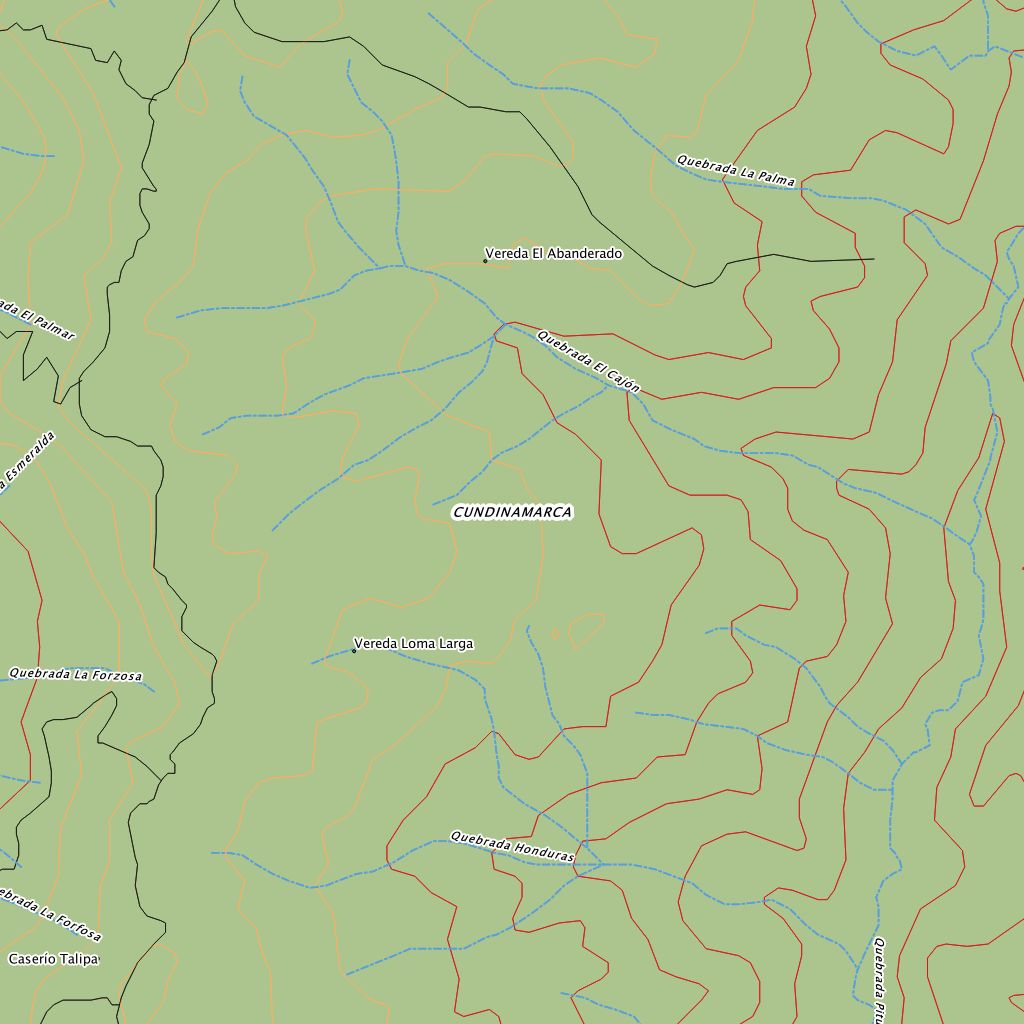 Quebrada La Palma
Vereda El Abanderado
ada El Palmar
Quebrada El Cajón
a Esmeralda
CUNDINAMARCA
Vereda Loma Larga
Quebrada La Forzosa
Quebrada Honduras
ebrada La Forfosa
Caserío Talipa
Quebrada Pitu